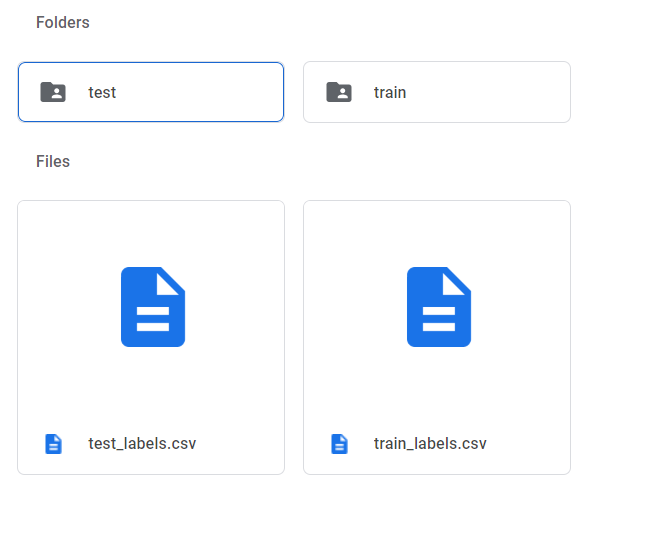 Folders
test
train
Files
test_labels.csv
train_labels.csv